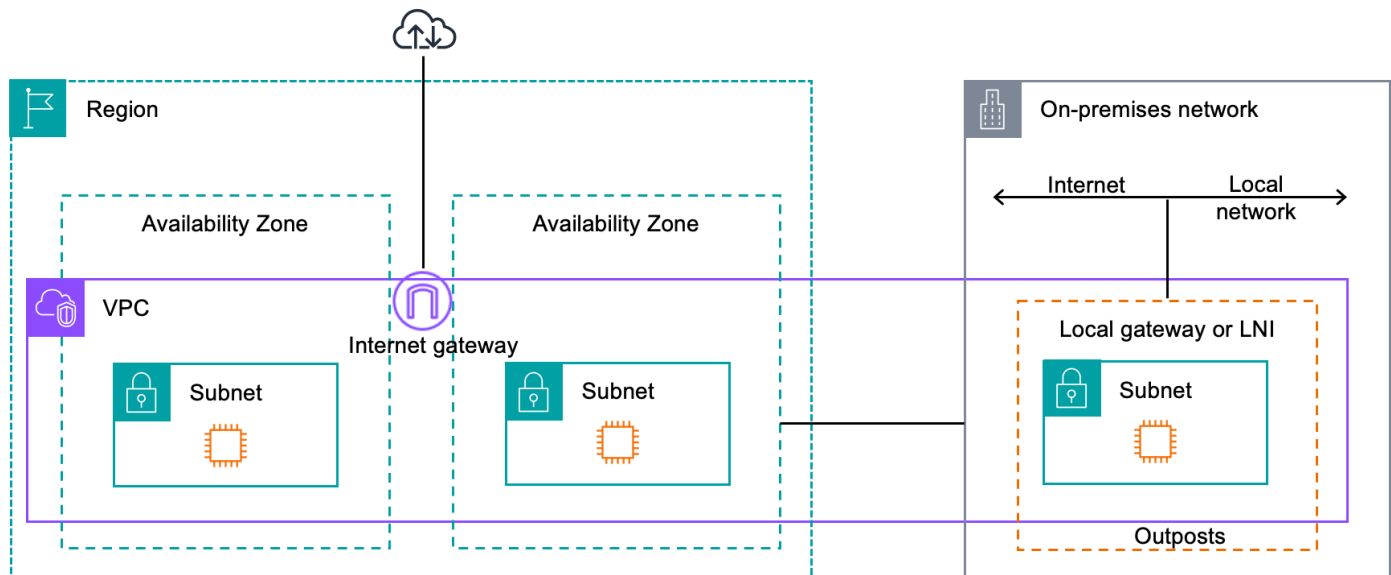 Region
On-premises network
Internet
Local
network
Availability Zone
Availability Zone
VPC
Internet gateway
Local gateway or LNI
Subnet
Subnet
Subnet
Outposts